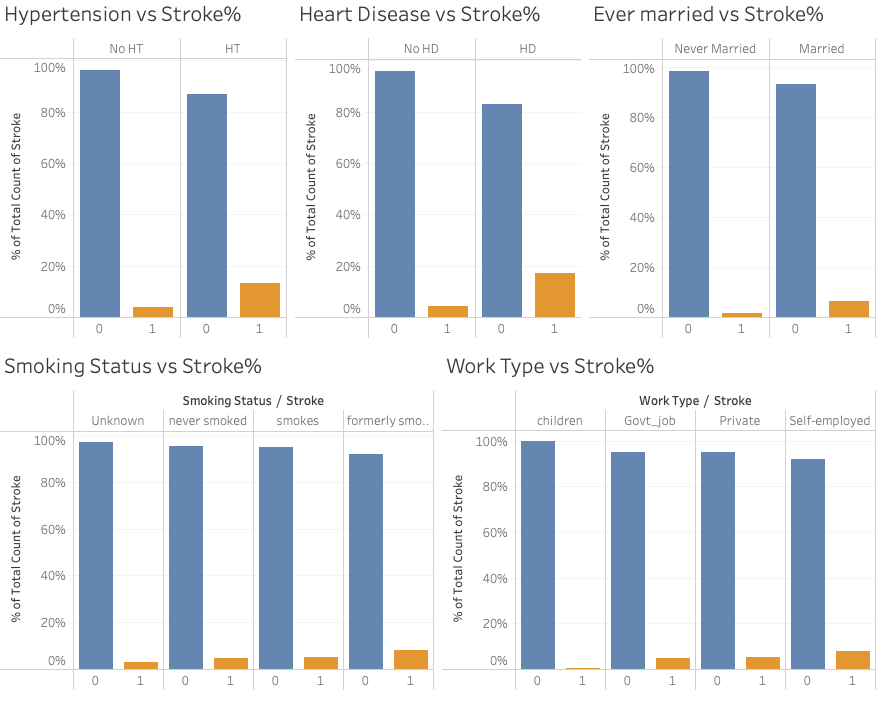 Hypertension vs Stroke%
No HT HT
% of Total Count of Stroke
100%
80%
60%
40%
20%
0%
0 1 0 1
Heart Disease vs Stroke%
No HD HD
% of Total Count of Stroke
100%
80%
60%
40%
20%
0%
0 1 0 1
Ever married vs Stroke%
Never Married Married
% of Total Count of Stroke
100%
80%
60%
40%
20%
0%
0 1 0 1
Smoking Status vs Stroke%
Smoking Status / Stroke
Unknown never smoked smokes formerly smo..
% of Total Count of Stroke
100%
80%
60%
40%
20%
0%
0 1 0 1 0 1 0 1
Work Type vs Stroke%
Work Type / Stroke
children Govt_job Private Self-employed
% of Total Count of Stroke
100%
80%
60%
40%
20%
0%
0 1 0 1 0 1 0 1